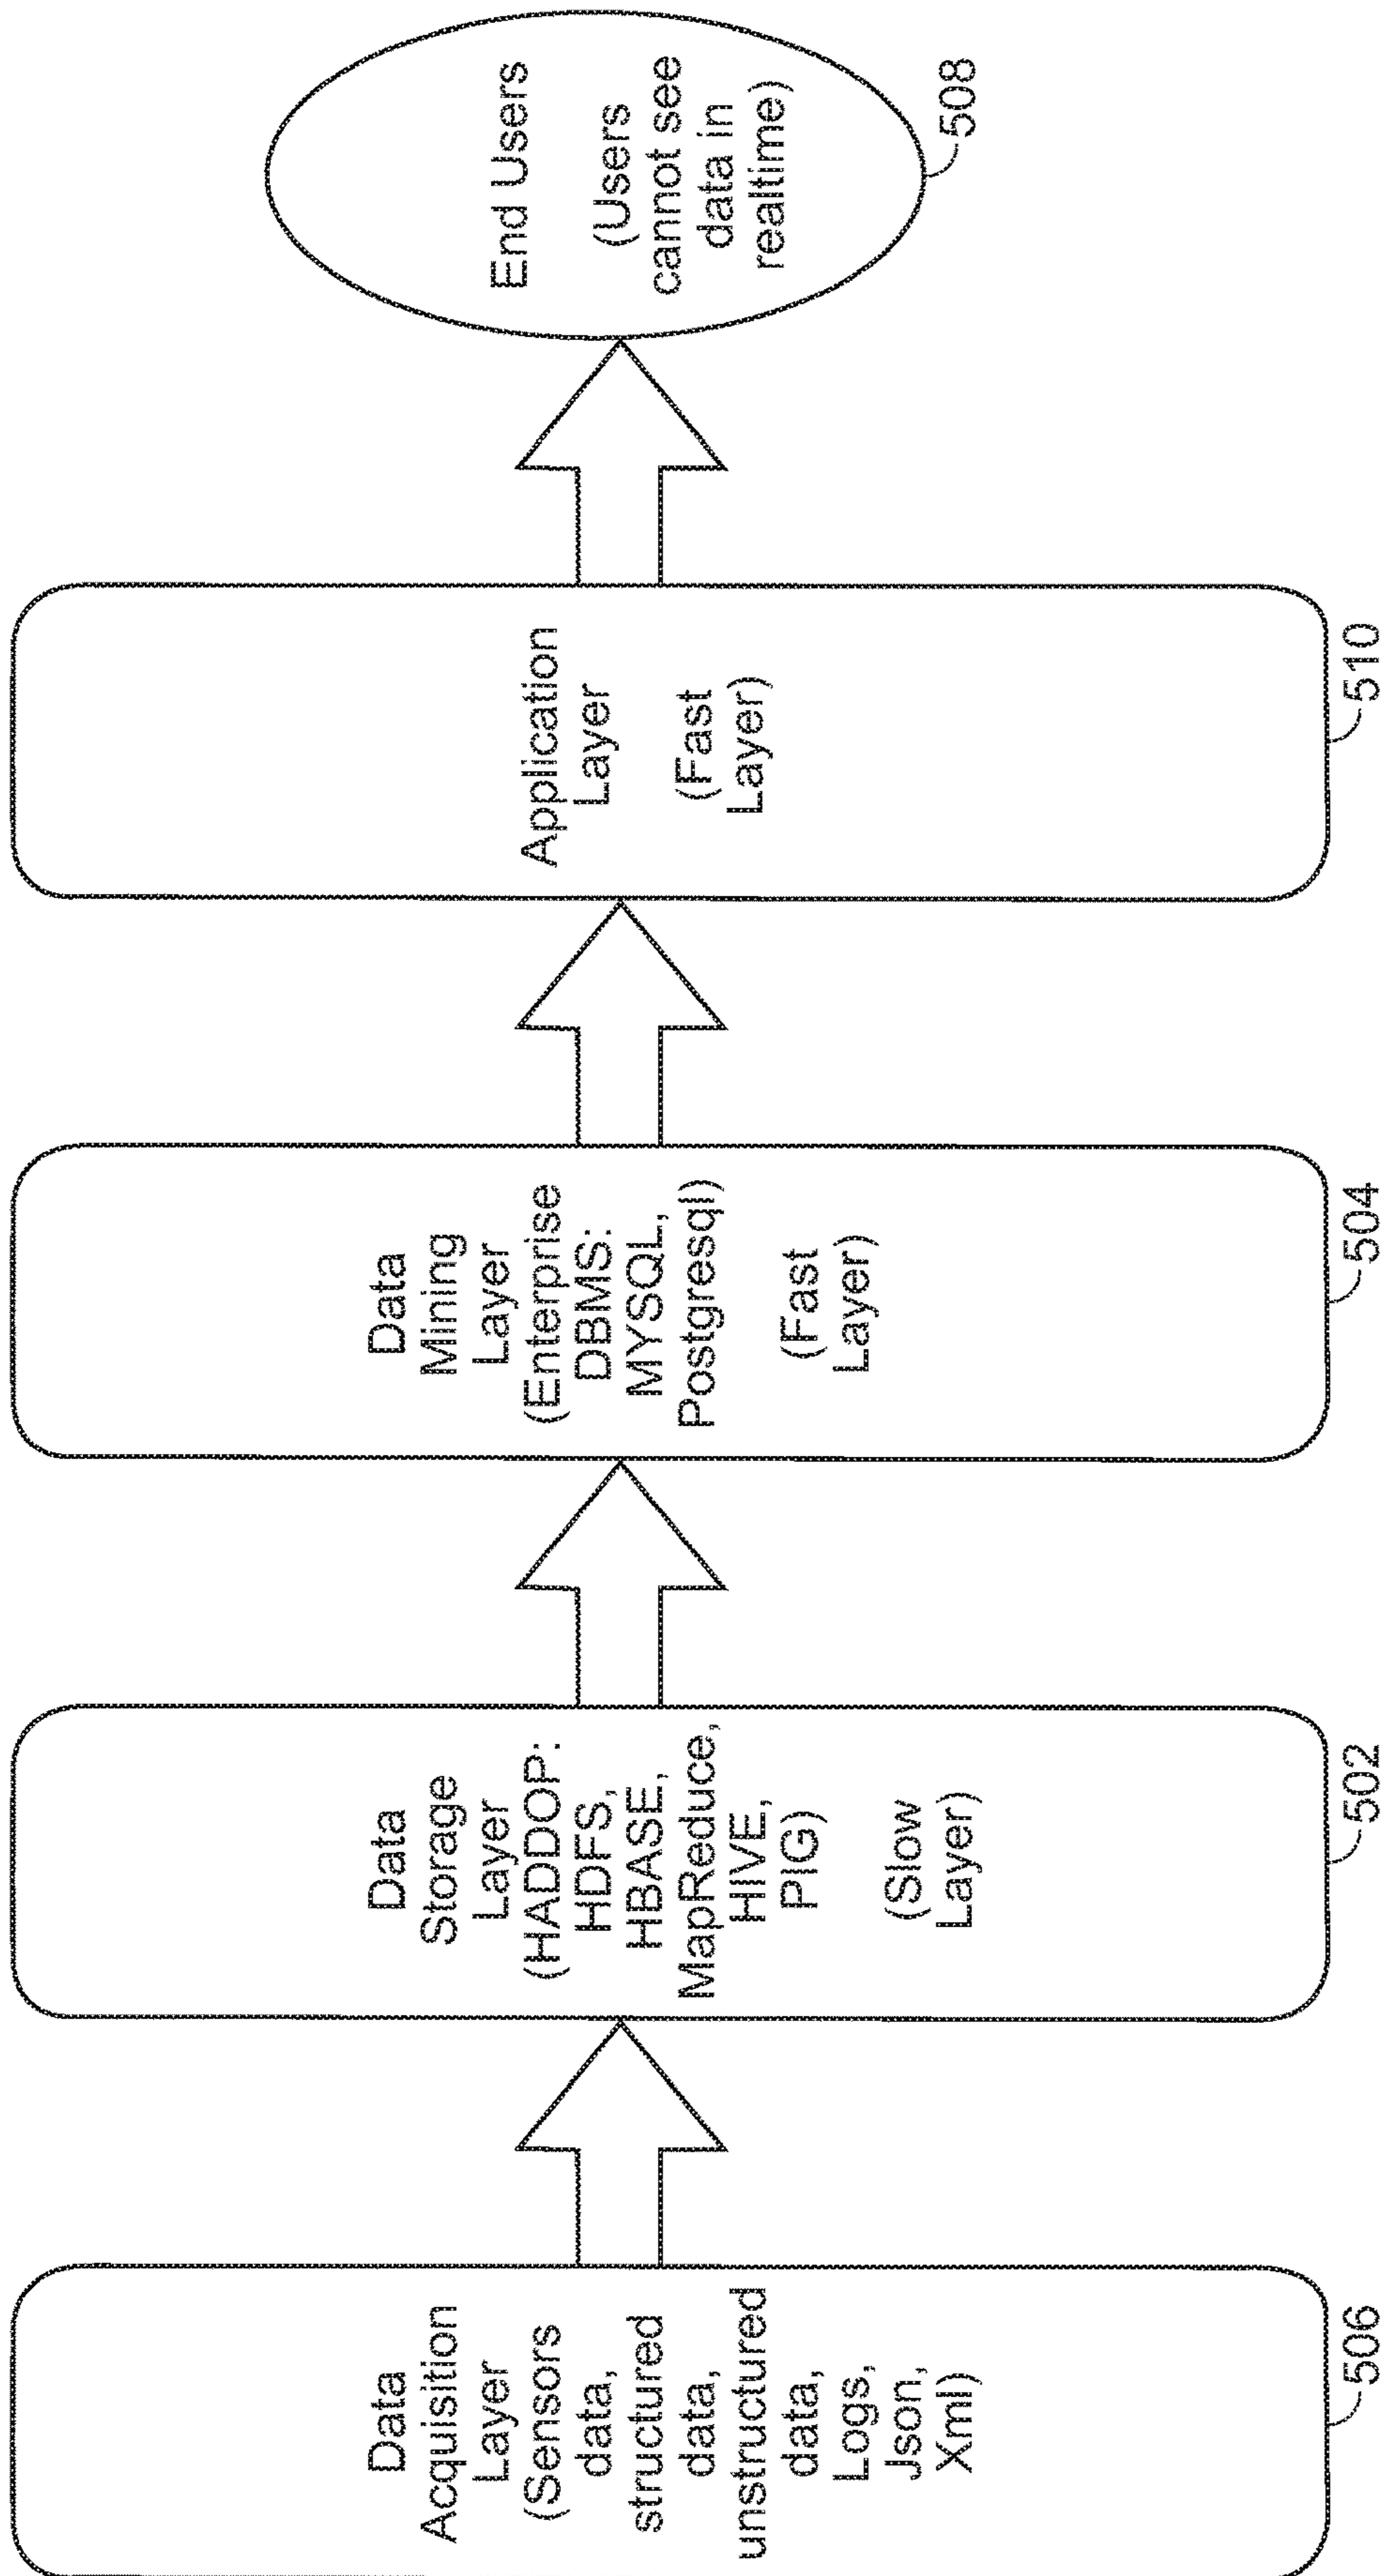 Data
Acquisition
Layer
(Sensors
data,
structured
data,
unstructured
data,
Logs,
Json,
Xml)
506
Data
Storage
Layer
(HADDOP:
HDFS,
HBASE,
MapReduce,
HIVE,
PIG)
(Slow
Layer)
502
Data
Mining
Layer
(Enterprise
DBMS:
MYSQL,
Postgresql)
(Fast
Layer)
504
Application
Layer
(Fast
Layer)
510
End Users
(Users
cannot see
data in
realtime)
508